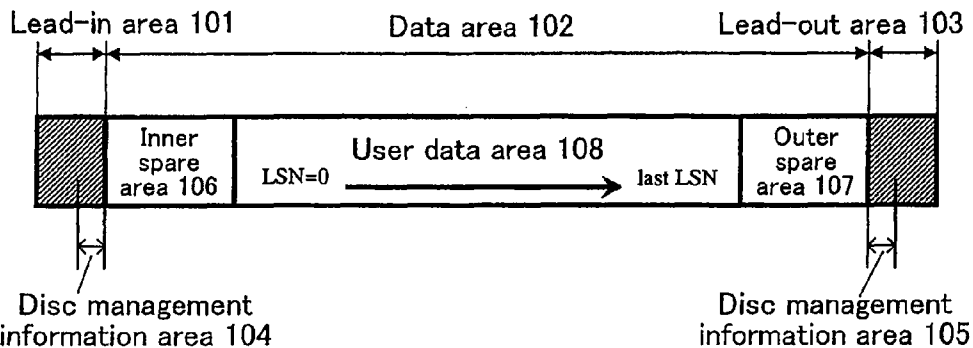 Lead-in area 101
Data area 102
Lead-out area 103
Inner
spare
area 106
User data area 108
LSN=0
last LSN
Outer
spare
area 107
Disc management
information area 104
Disc management
information area 105